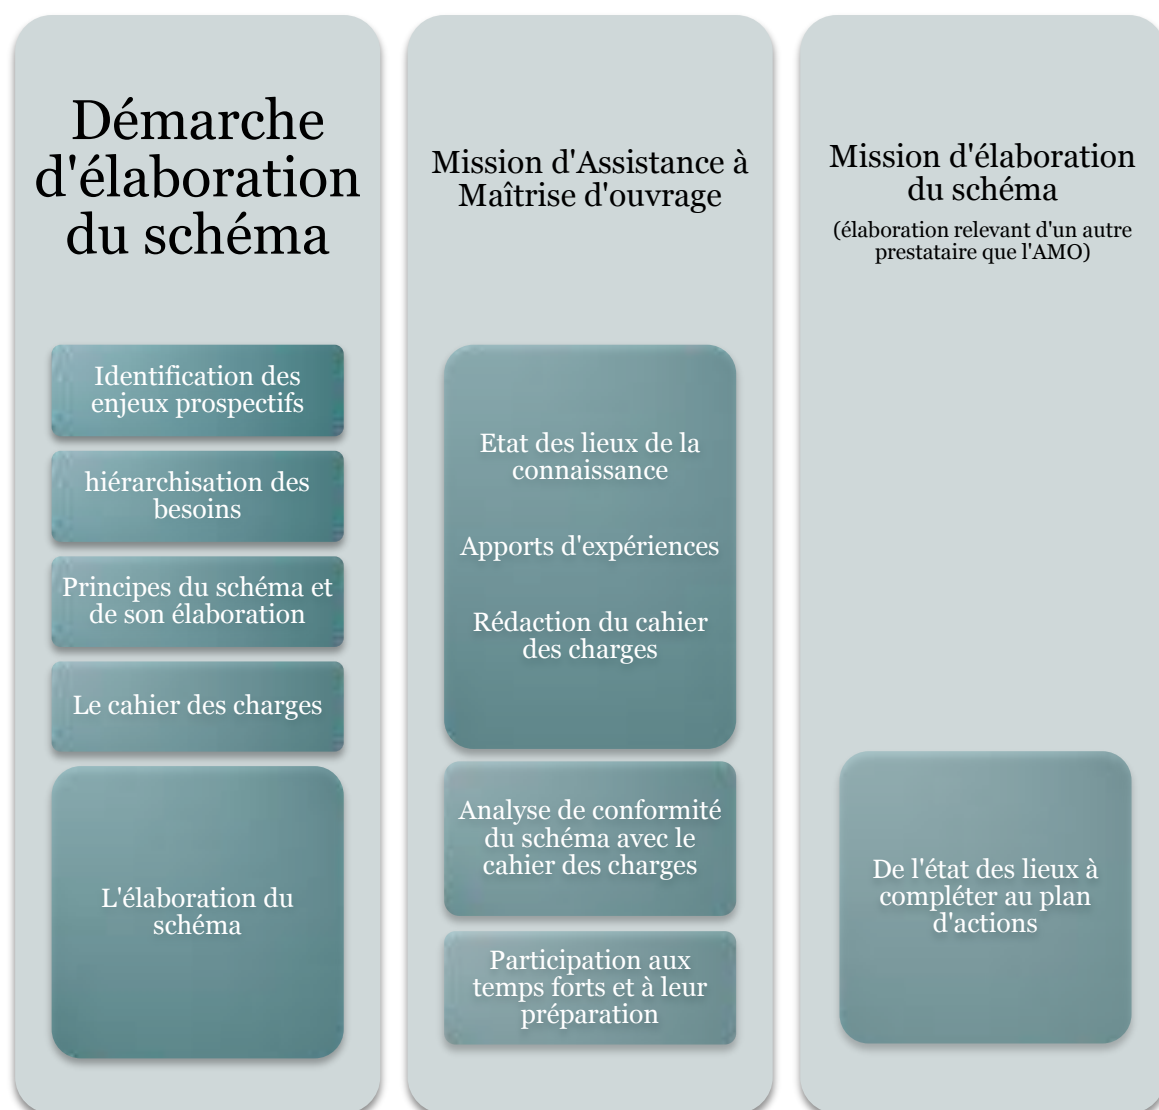 Démarche
d'élaboration
du schéma
Identification des
enjeux prospectifs
hiérarchisation des
besoins
Principes du schéma et
de son élaboration
Le cahier des charges
L'élaboration du
schéma
Mission d'Assistance à
Maîtrise d'ouvrage
Etat des lieux de la
connaissance
Apports d'expériences
Rédaction du cahier
des charges
Analyse de conformité
du schéma avec le
cahier des charges
Participation aux
temps forts et à leur
préparation
Mission d'élaboration
du schéma
(élaboration relevant d'un autre
prestataire que l'AMO)
De l'état des lieux à
compléter au plan
d'actions